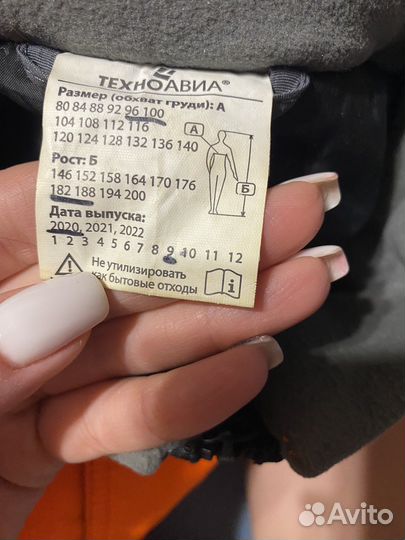 ТЕХНОАВИА®
Размер (обхват груди): А
80 84 88 92 96 100
104 108 112 116
120 124 128 132 136 140
Рост: Б
146 152 158 164 170 176
182 188 194 200
Дата выпуска:
2020, 2021, 2022
1 2 3 4 5 6 7 8 9 10 11 12
Не утилизировать
как бытовые отходы
А
Б
i
Avito